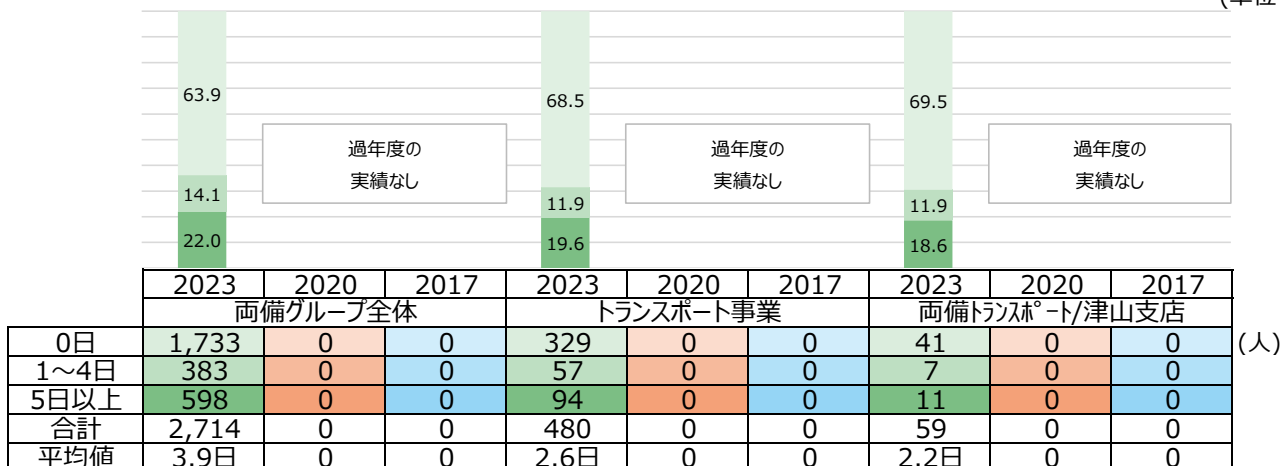 (単位
63.9 68.5 69.5
過年度の 過年度の 過年度の
実績なし 実績なし 実績なし
14.1 11.9 11.9
22.0 19.6 18.6
2023 2020 2017 2023 2020 2017 2023 2020 2017
両備グループ全体 トランスポート事業 両備トランスポート/津山支店
0日 1,733 0 0 329 0 0 41 0 0 (人)
1～4日 383 0 0 57 0 0 7 0 0
5日以上 598 0 0 94 0 0 11 0 0
合計 2,714 0 0 480 0 0 59 0 0
平均値 3.9日 0 0 2.6日 0 0 2.2日 0 0